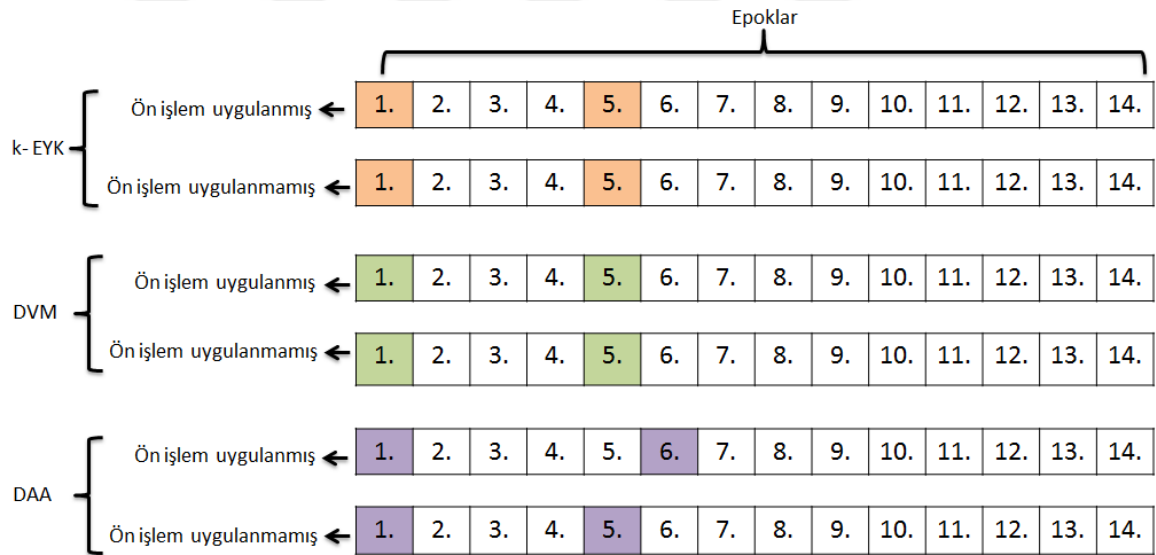 Epoklar
Ön işlem uygulanmış 1. 2. 3. 4. 5. 6. 7. 8. 9. 10. 11. 12. 13. 14.
k- EYK
Ön işlem uygulanmamış 1. 2. 3. 4. 5. 6. 7. 8. 9. 10. 11. 12. 13. 14.
Ön işlem uygulanmış 1. 2. 3. 4. 5. 6. 7. 8. 9. 10. 11. 12. 13. 14.
DVM
Ön işlem uygulanmamış 1. 2. 3. 4. 5. 6. 7. 8. 9. 10. 11. 12. 13. 14.
Ön işlem uygulanmış 1. 2. 3. 4. 5. 6. 7. 8. 9. 10. 11. 12. 13. 14.
DAA
Ön işlem uygulanmamış 1. 2. 3. 4. 5. 6. 7. 8. 9. 10. 11. 12. 13. 14.